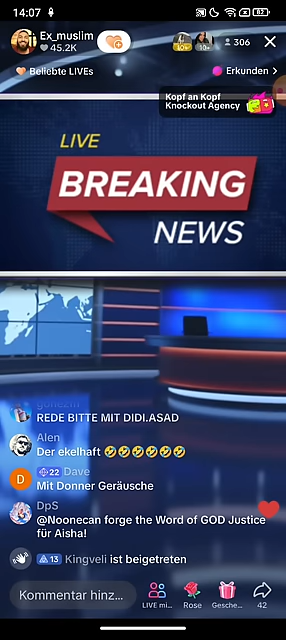 14:07
82
Ex_muslim
45.2K
306
Beliebte LIVEs
Erkunden
Kopf an Kopf
Knockout Agency
LIVE
BREAKING
NEWS
REDE BITTE MIT DIDI.ASAD
Alen
Der ekelhaft 🤣🤣🤣🤣🤣🤣
22 Dave
D
Mit Donner Geräusche
DpS
@Noonecan forge the Word of GOD Justice
für Aisha!
13 Kingveli ist beigetreten
Kommentar hinz...
LIVE mi...
Rose
Gesche...
42